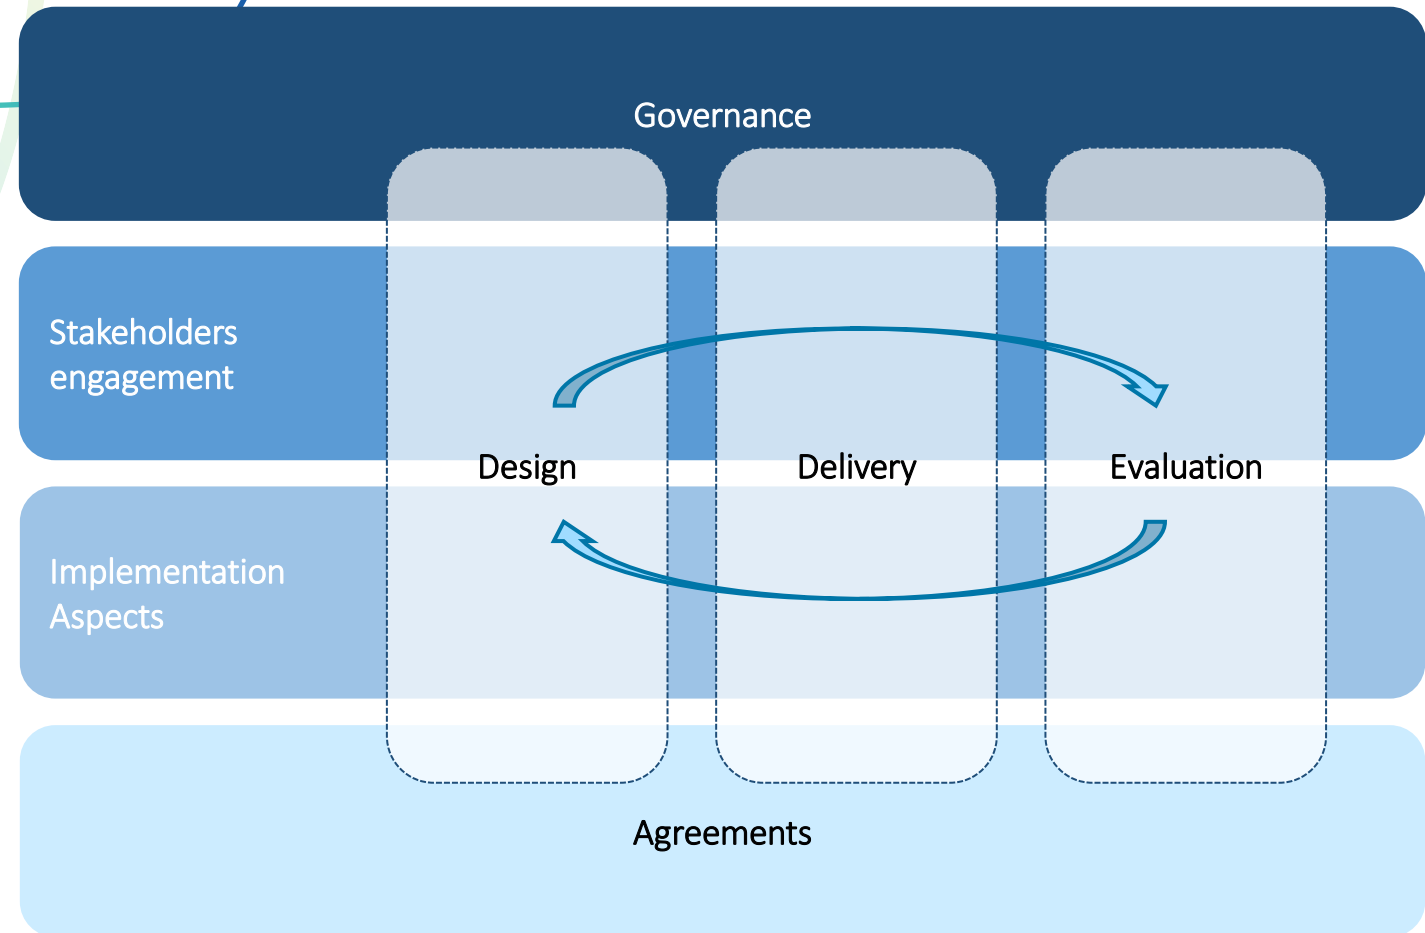 Governance
Stakeholders
engagement
Design
Delivery
Evaluation
Implementation
Aspects
Agreements